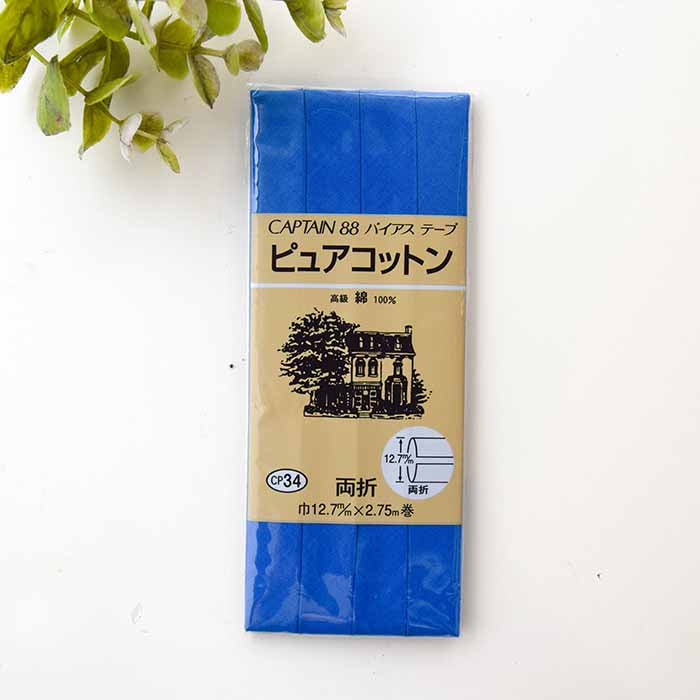 CAPTAIN 88 バイアス テープ
ピュアコットン
高級 綿 100%
12.7m/m
両折
CP34
両折
巾12.7m/m×2.75m巻